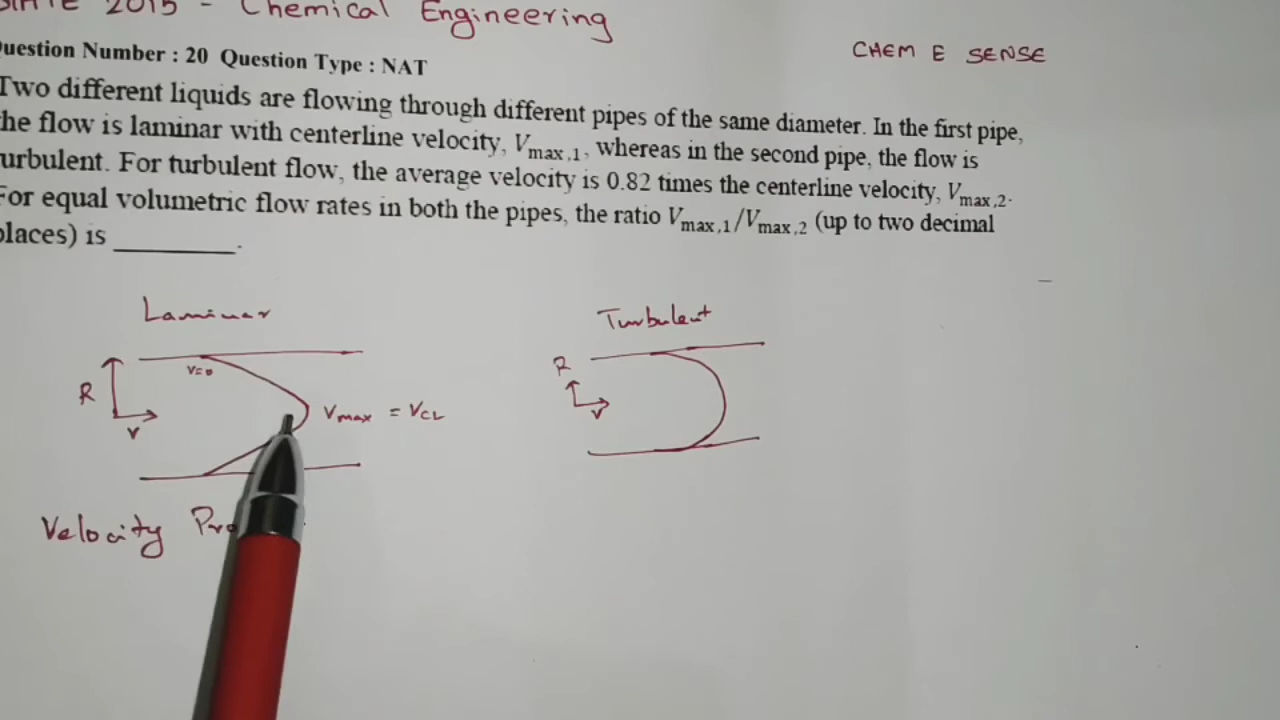 2015 - Chemical Engineering
CHEM E SENSE
Question Number : 20 Question Type : NAT
Two different liquids are flowing through different pipes of the same diameter. In the first pipe,
the flow is laminar with centerline velocity, Vmax,1, whereas in the second pipe, the flow is
turbulent. For turbulent flow, the average velocity is 0.82 times the centerline velocity, Vmax,2.
For equal volumetric flow rates in both the pipes, the ratio Vmax,1/Vmax,2 (up to two decimal
places) is ________.
Laminar
Turbulent
V=0
R
V
Vmax = VCL
R
V
Velocity